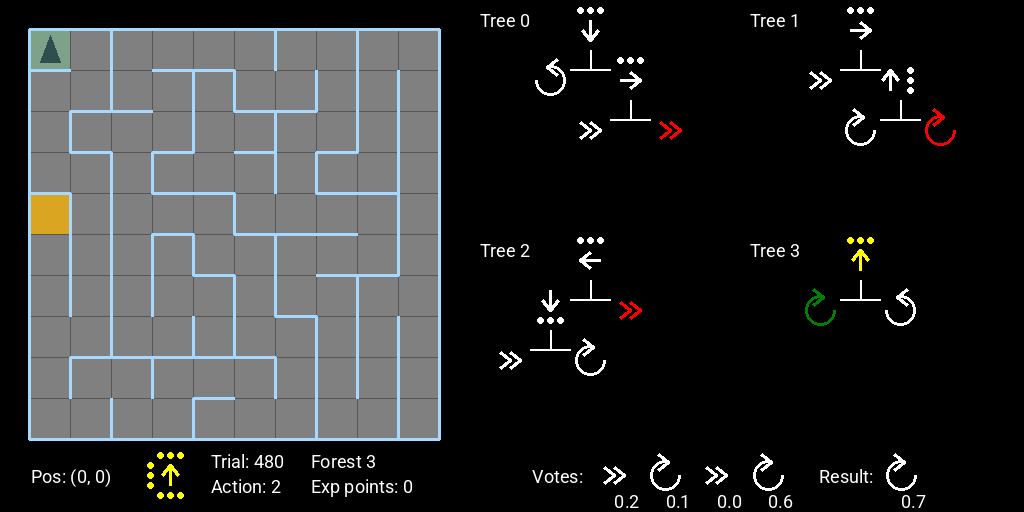 Tree 0
Tree 1
Tree 2
Tree 3
Pos: (0, 0)
Trial: 480
Forest 3
Action: 2
Exp points: 0
Votes:
0.2
0.1
0.0
0.6
Result:
0.7